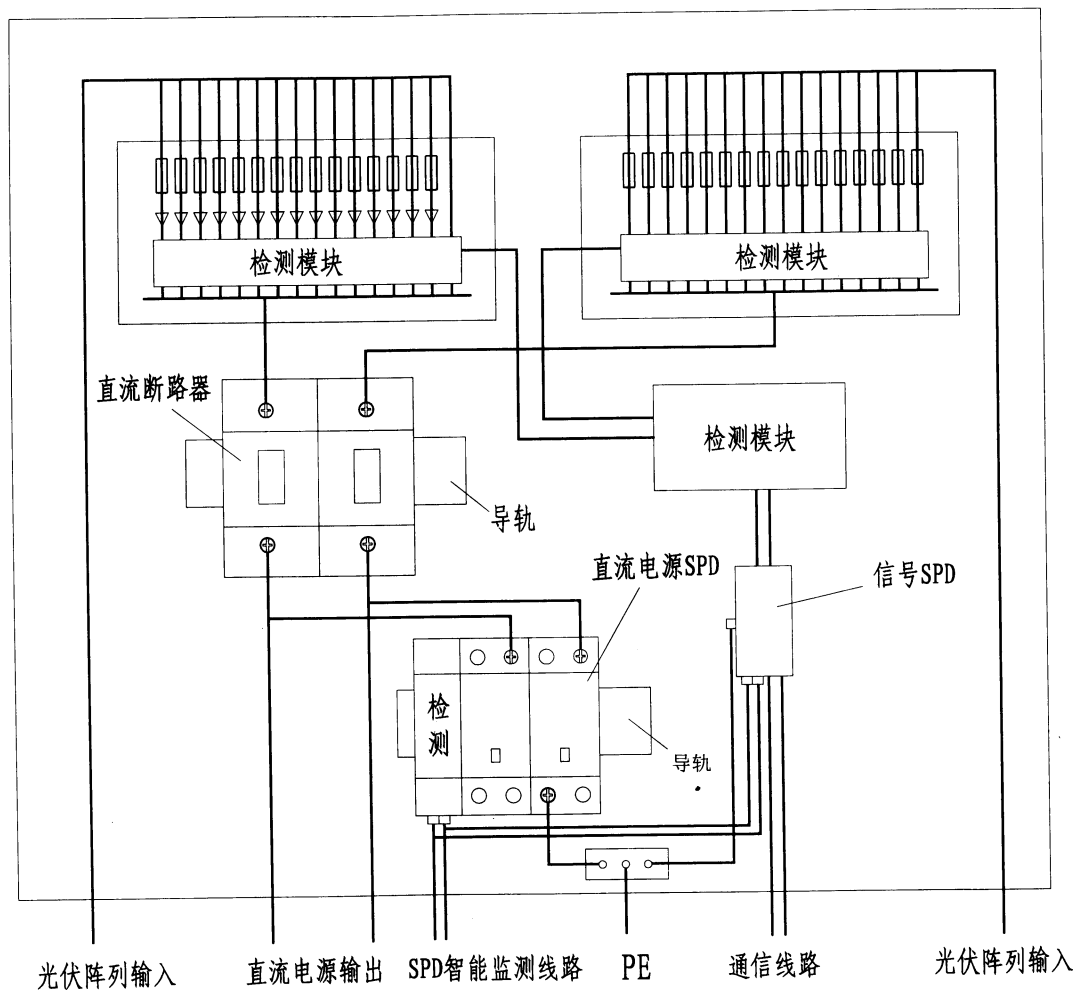 检测模块
检测模块
直流断路器
检测模块
导轨
直流电源SPD
信号SPD
检
测
导轨
光伏阵列输入
直流电源输出
SPD智能监测线路
PE
通信线路
光伏阵列输入